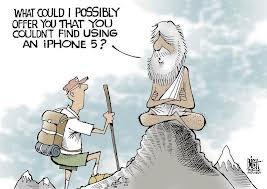 WHAT COULD I POSSIBLY
OFFER YOU THAT YOU
COULDN'T FIND USING
AN iPHONE 5?